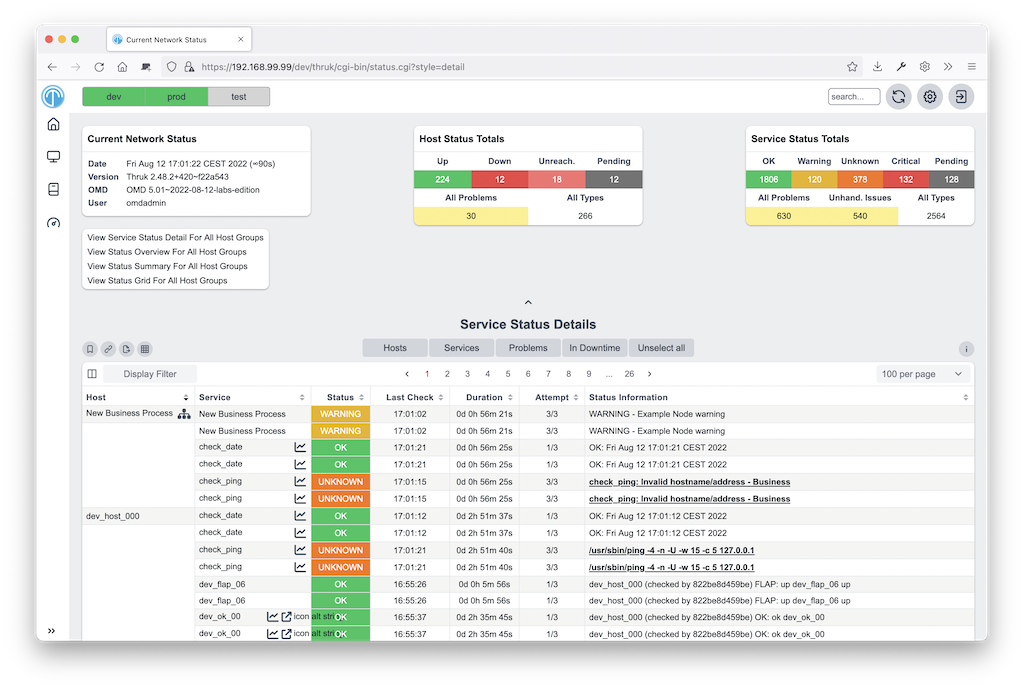 Current Network Status
https://192.168.99.99/dev/thruk/cgi-bin/status.cgi?style=detail
dev prod test
search...
Current Network Status
Date Fri Aug 12 17:01:22 CEST 2022 (∞90s)
Version Thruk 2.48.2+420~f22a543
OMD OMD 5.01~2022-08-12-labs-edition
User omdadmin
Host Status Totals
Up Down Unreach. Pending
224 12 18 12
All Problems All Types
30 266
Service Status Totals
OK Warning Unknown Critical Pending
1806 120 378 132 128
All Problems Unhand. Issues All Types
630 540 2564
View Service Status Detail For All Host Groups
View Status Overview For All Host Groups
View Status Summary For All Host Groups
View Status Grid For All Host Groups
Service Status Details
Hosts Services Problems In Downtime Unselect all
Display Filter
1 2 3 4 5 6 7 8 9 ... 26
100 per page
Host Service Status Last Check Duration Attempt Status Information
New Business Process New Business Process WARNING 17:01:02 0d 0h 56m 21s 3/3 WARNING - Example Node warning
New Business Process WARNING 17:01:02 0d 0h 56m 21s 3/3 WARNING - Example Node warning
check_date OK 17:01:21 0d 0h 56m 25s 1/3 OK: Fri Aug 12 17:01:21 CEST 2022
check_date OK 17:01:21 0d 0h 56m 25s 1/3 OK: Fri Aug 12 17:01:21 CEST 2022
check_ping UNKNOWN 17:01:15 0d 0h 56m 25s 3/3 check_ping: Invalid hostname/address - Business
check_ping UNKNOWN 17:01:15 0d 0h 56m 25s 3/3 check_ping: Invalid hostname/address - Business
dev_host_000 check_date OK 17:01:12 0d 2h 51m 37s 1/3 OK: Fri Aug 12 17:01:12 CEST 2022
check_date OK 17:01:12 0d 2h 51m 37s 1/3 OK: Fri Aug 12 17:01:12 CEST 2022
check_ping UNKNOWN 17:01:21 0d 2h 51m 40s 3/3 /usr/sbin/ping -4 -n -U -w 15 -c 5 127.0.0.1
check_ping UNKNOWN 17:01:21 0d 2h 51m 40s 3/3 /usr/sbin/ping -4 -n -U -w 15 -c 5 127.0.0.1
dev_flap_06 OK 16:55:26 0d 0h 5m 56s 1/3 dev_host_000 (checked by 822be8d459be) FLAP: up dev_flap_06 up
dev_flap_06 OK 16:55:26 0d 0h 5m 56s 1/3 dev_host_000 (checked by 822be8d459be) FLAP: up dev_flap_06 up
dev_ok_00 icon alt string OK 16:55:37 0d 2h 35m 45s 1/3 dev_host_000 (checked by 822be8d459be) OK: ok dev_ok_00
dev_ok_00 icon alt string OK 16:55:37 0d 2h 35m 45s 1/3 dev_host_000 (checked by 822be8d459be) OK: ok dev_ok_00